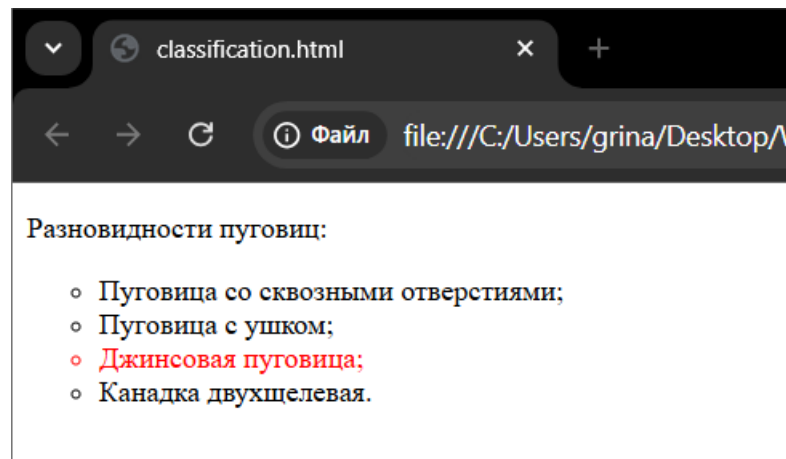 classification.html
Файл file:///C:/Users/grina/Desktop/
Разновидности пуговиц:
Пуговица со сквозными отверстиями;
Пуговица с ушком;
Джинсовая пуговица;
Канадка двухщелевая.